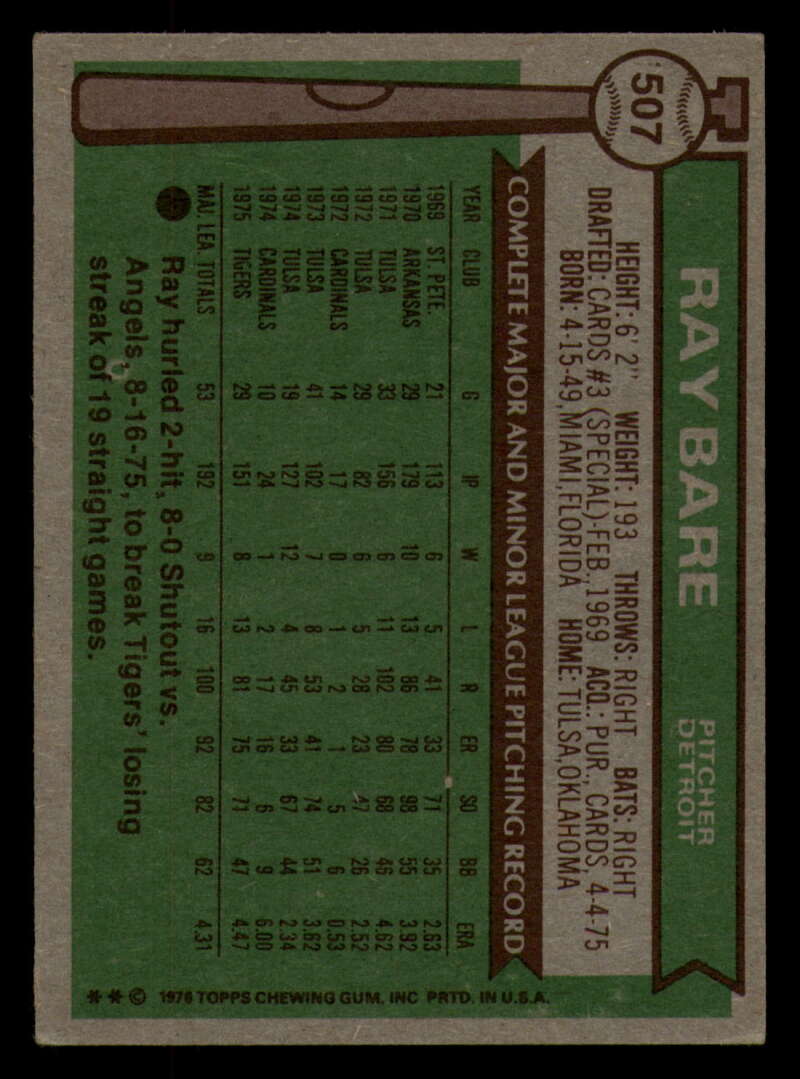 507
RAY BARE
PITCHER
DETROIT
HEIGHT: 6' 2" WEIGHT: 193 THROWS: RIGHT BATS: RIGHT
DRAFTED: CARDS #3 (SPECIAL)-FEB., 1969 ACQ.: PUR., CARDS, 4-4-75
BORN: 4-15-49, MIAMI, FLORIDA HOME: TULSA, OKLAHOMA
COMPLETE MAJOR AND MINOR LEAGUE PITCHING RECORD
YEAR CLUB G IP W L R ER SO BB ERA
1969 ST. PETE. 21 113 6 5 41 33 71 35 2.63
1970 ARKANSAS 29 179 10 13 86 78 98 55 3.92
1971 TULSA 33 156 6 11 102 80 68 46 4.62
1972 TULSA 29 82 6 5 28 23 47 26 2.52
1972 CARDINALS 14 17 0 1 2 1 5 6 0.53
1973 TULSA 41 102 7 8 53 41 74 51 3.62
1974 TULSA 19 127 12 4 45 33 67 44 2.34
1974 CARDINALS 10 24 1 2 17 16 6 9 6.00
1975 TIGERS 29 151 8 13 81 75 71 47 4.47
MAJ. LEA. TOTALS 53 192 9 16 100 92 82 62 4.31
Ray hurled 2-hit, 8-0 Shutout vs.
Angels, 8-16-75, to break Tigers' losing
streak of 19 straight games.
** © 1976 TOPPS CHEWING GUM. INC PRTD. IN U.S.A.